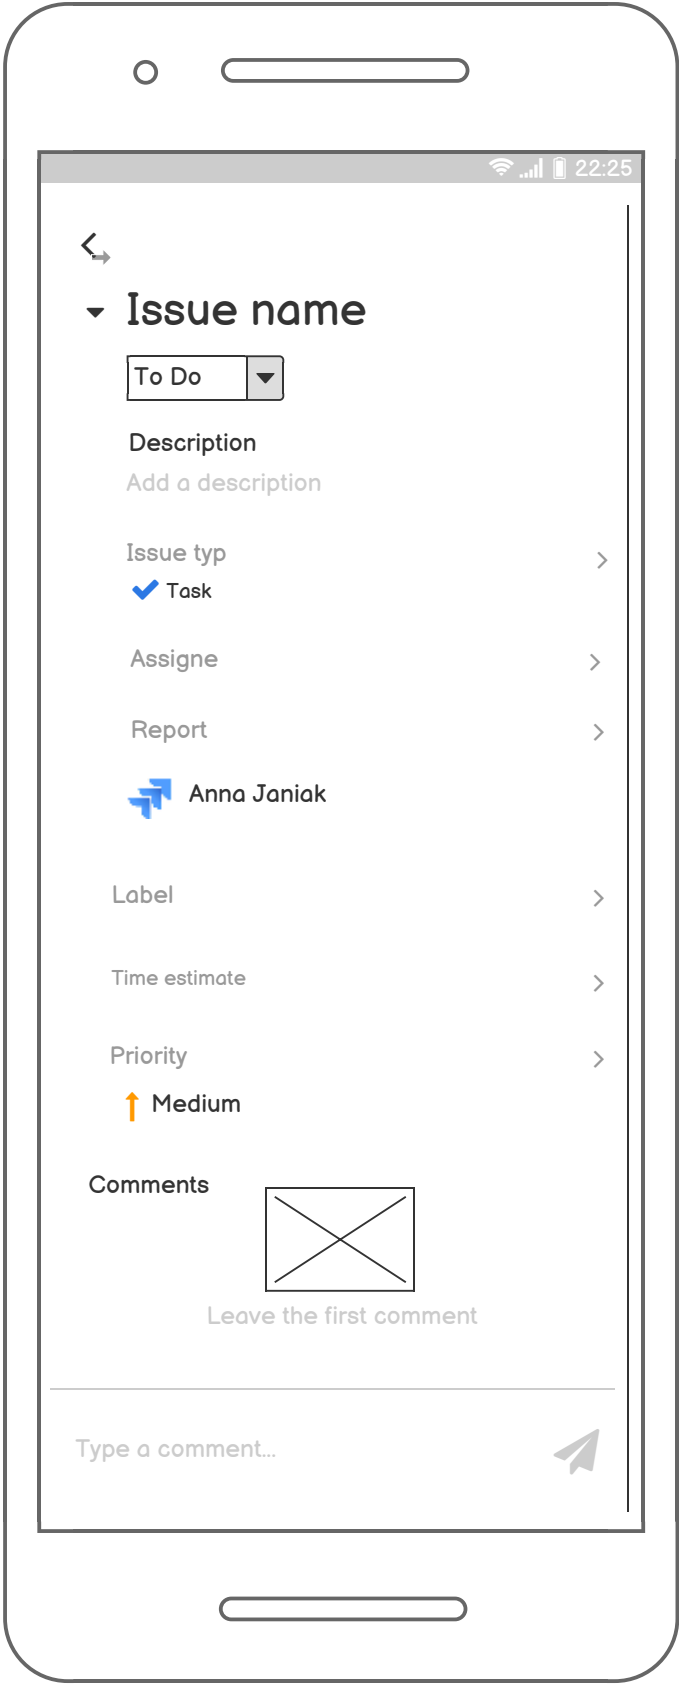 22:25
Issue name
To Do
Description
Add a description
Issue typ
Task
Assigne
Report
Anna Janiak
Label
Time estimate
Priority
Medium
Comments
Leave the first comment
Type a comment...